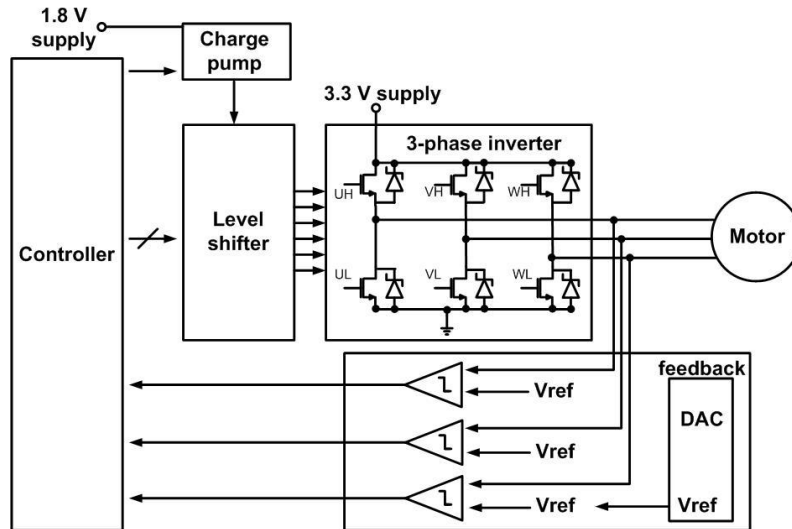 1.8 V
supply
Charge
pump
3.3 V supply
3-phase inverter
UH
VH
WH
Level
shifter
Controller
Motor
UL
VL
WL
feedback
Vref
DAC
Vref
Vref
Vref